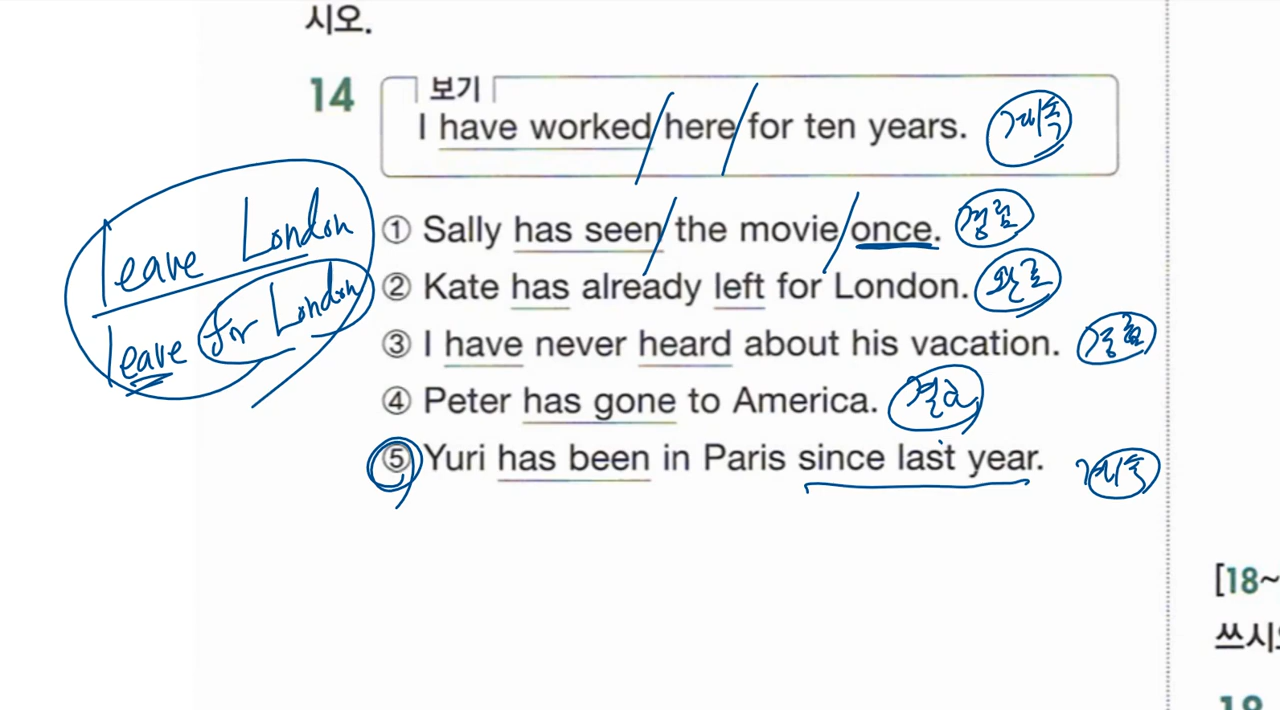 시오.
14
보기
I have worked here for ten years. 계속
① Sally has seen the movie once. 경험
② Kate has already left for London. 완료
③ I have never heard about his vacation. 경험
④ Peter has gone to America. 결과
⑤ Yuri has been in Paris since last year. 계속
leave London
leave for London
[18~
쓰시오
18